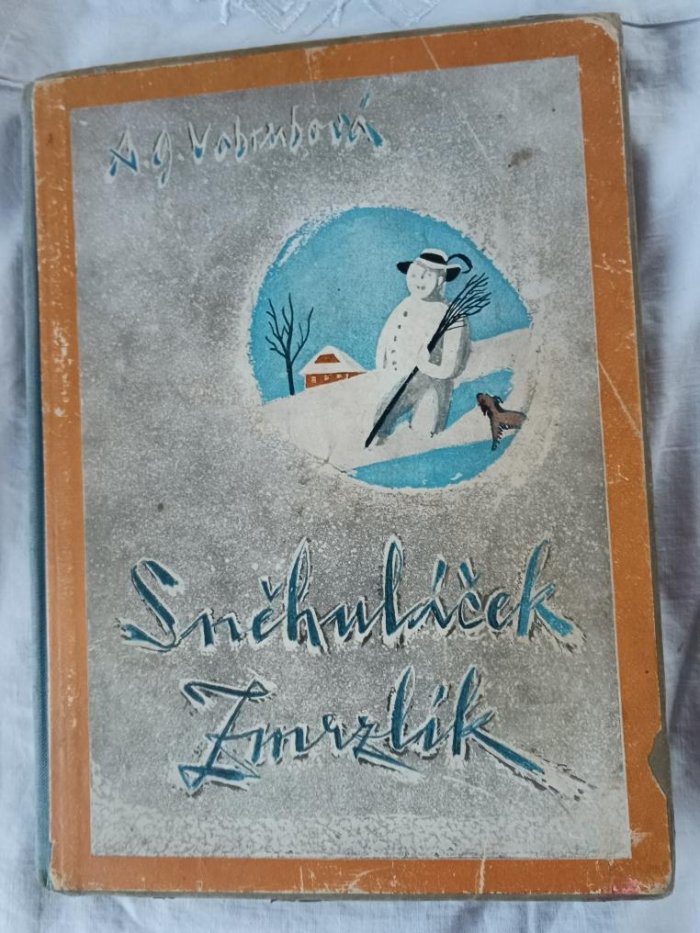 A. G. Vobrubová
Sněhuláček
Zmrzlík